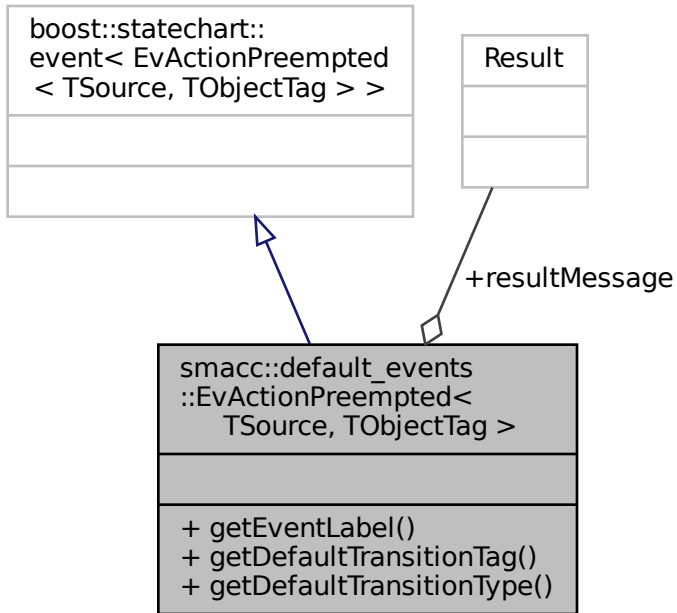 boost::statechart::
event< EvActionPreempted
< TSource, TObjectTag > >
Result
+resultMessage
smacc::default_events
::EvActionPreempted<
TSource, TObjectTag >
+ getEventLabel()
+ getDefaultTransitionTag()
+ getDefaultTransitionType()